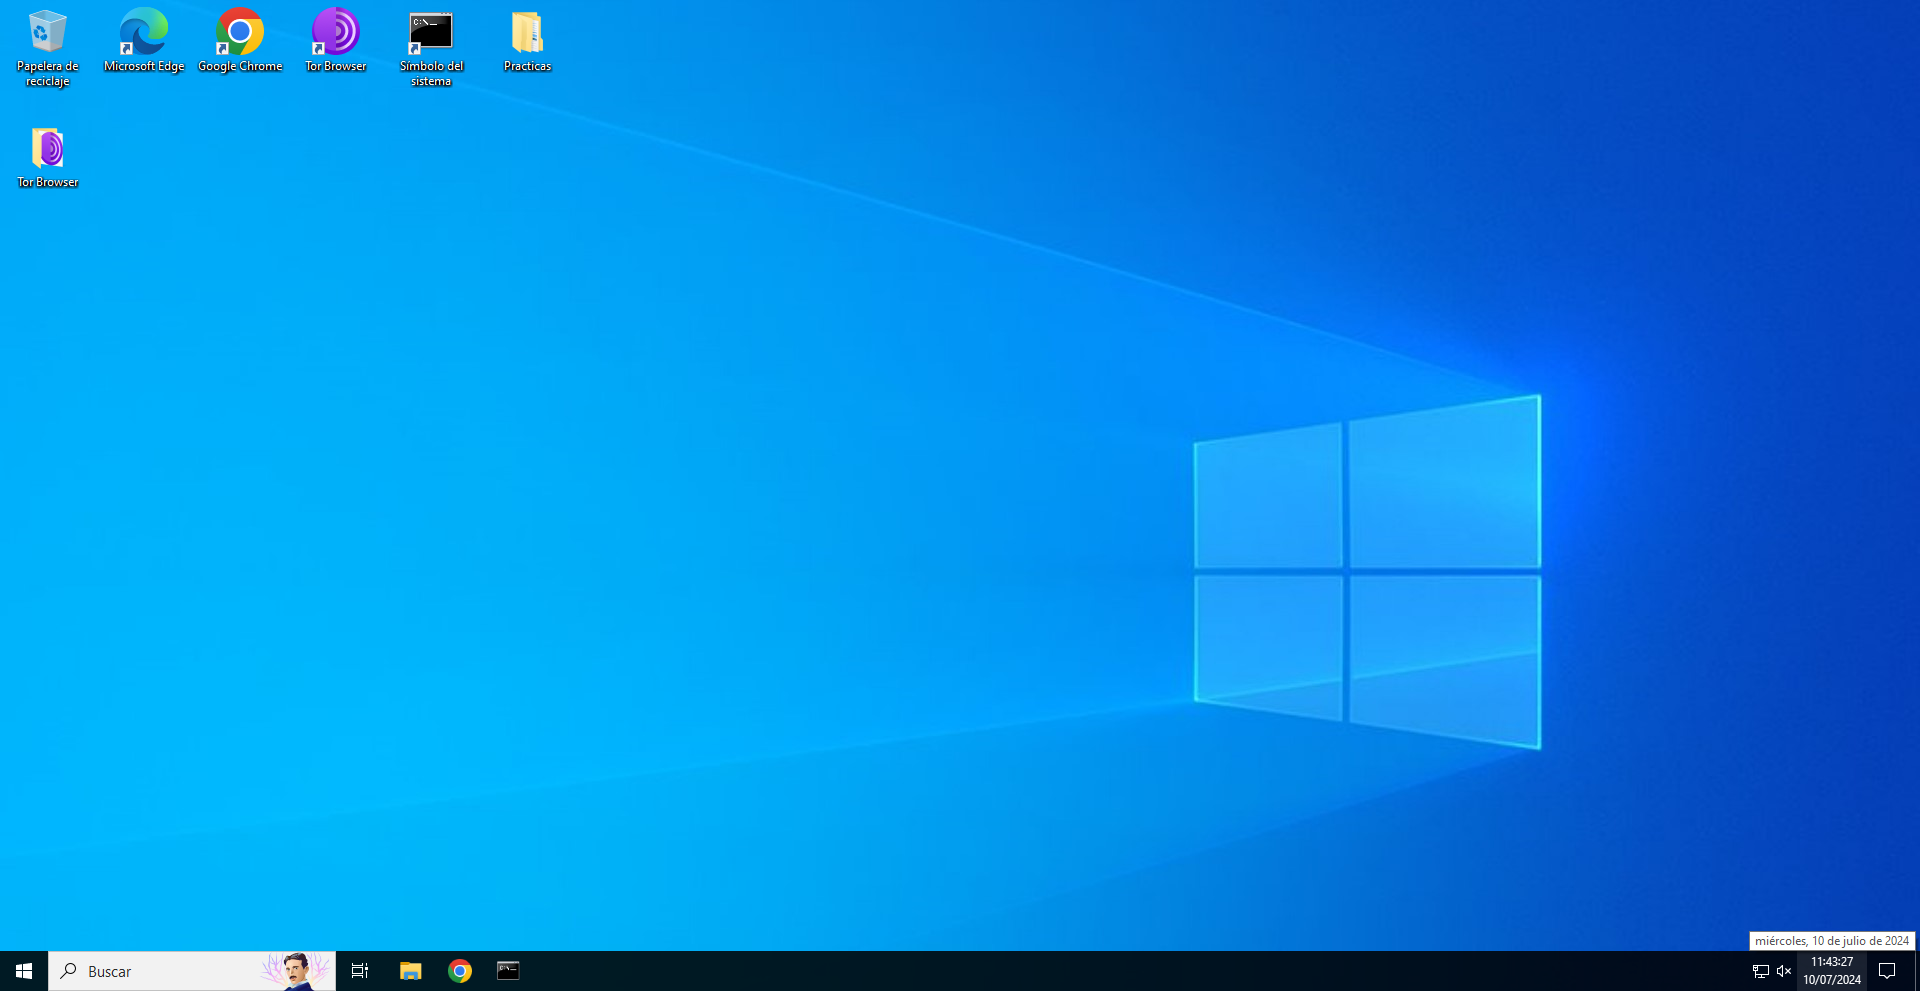 Papelera de
reciclaje
Microsoft Edge
Google Chrome
Tor Browser
C:\_
Símbolo del
sistema
Practicas
Tor Browser
miércoles, 10 de julio de 2024
Buscar
C:\_
11:43:27
10/07/2024